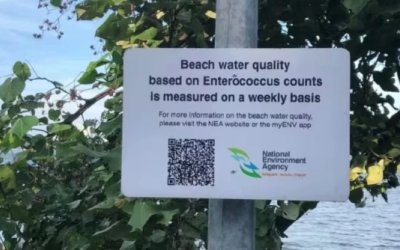 Beach water quality
based on Enterococcus counts
is measured on a weekly basis
For more information on the beach water quality,
please visit the NEA website or the myENV app
National
Environment
Agency